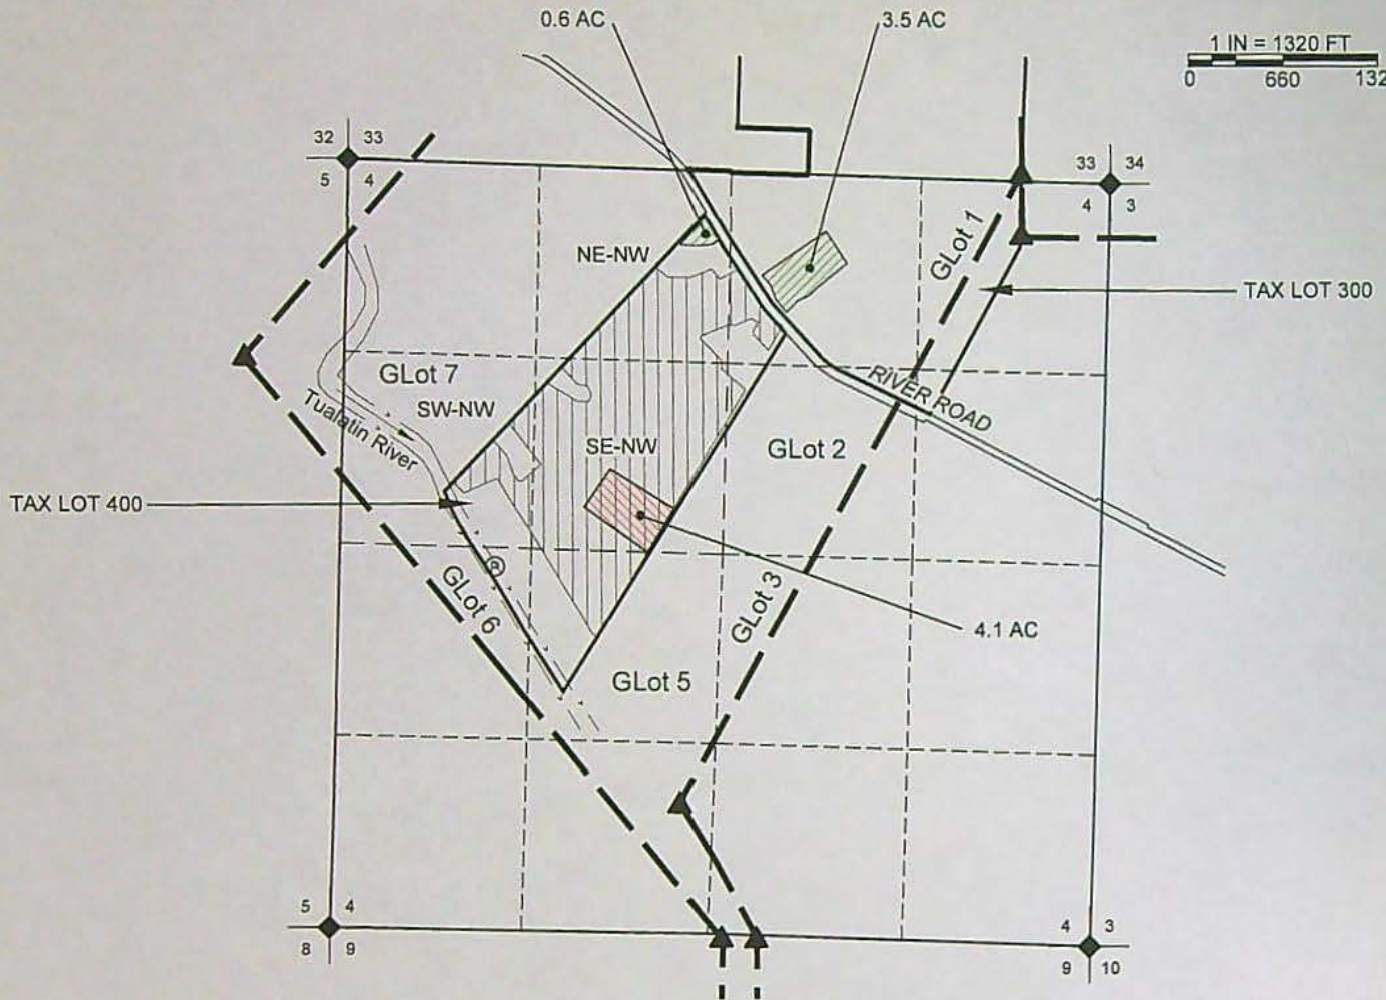 0.6 AC
3.5 AC
1 IN = 1320 FT
0 660 132
32 33
5 4
33 34
4 3
GLot 1
NE-NW
TAX LOT 300
GLot 7
SW-NW
RIVER ROAD
Tualatin River
SE-NW
GLot 2
TAX LOT 400
R
GLot 6
GLot 3
4.1 AC
GLot 5
5 4
8 9
4 3
9 10